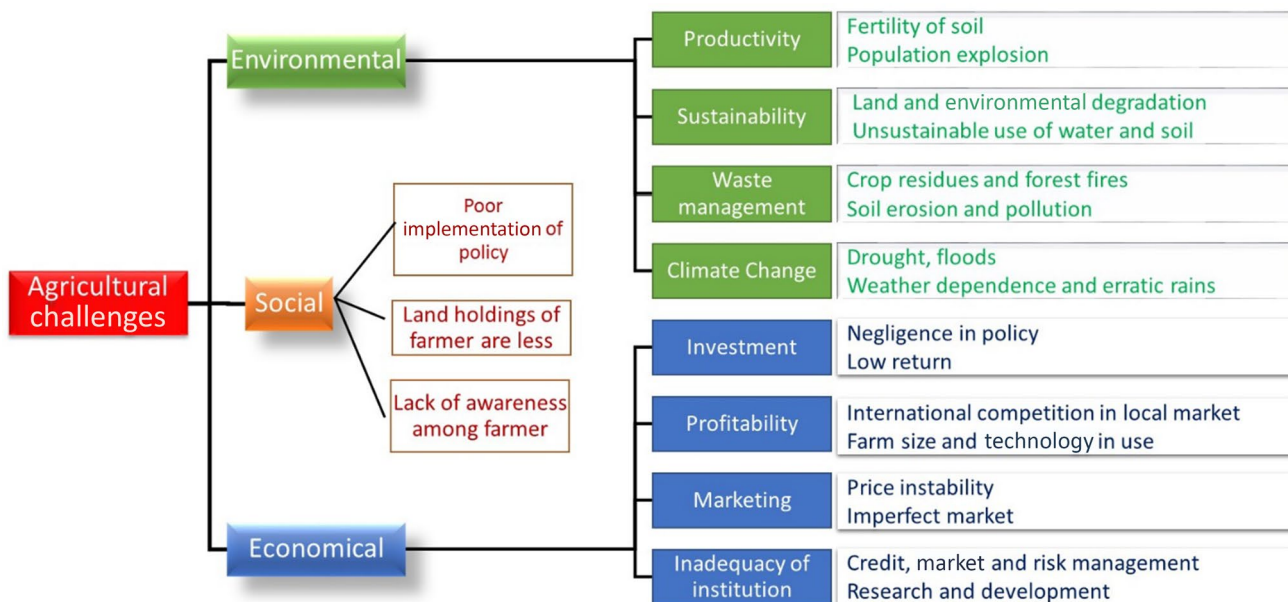 Agricultural
challenges
Environmental
Productivity
Fertility of soil
Population explosion
Sustainability
Land and environmental degradation
Unsustainable use of water and soil
Waste
management
Crop residues and forest fires
Soil erosion and pollution
Climate Change
Drought, floods
Weather dependence and erratic rains
Social
Poor
implementation of
policy
Land holdings of
farmer are less
Lack of awareness
among farmer
Economical
Investment
Negligence in policy
Low return
Profitability
International competition in local market
Farm size and technology in use
Marketing
Price instability
Imperfect market
Inadequacy of
institution
Credit, market and risk management
Research and development